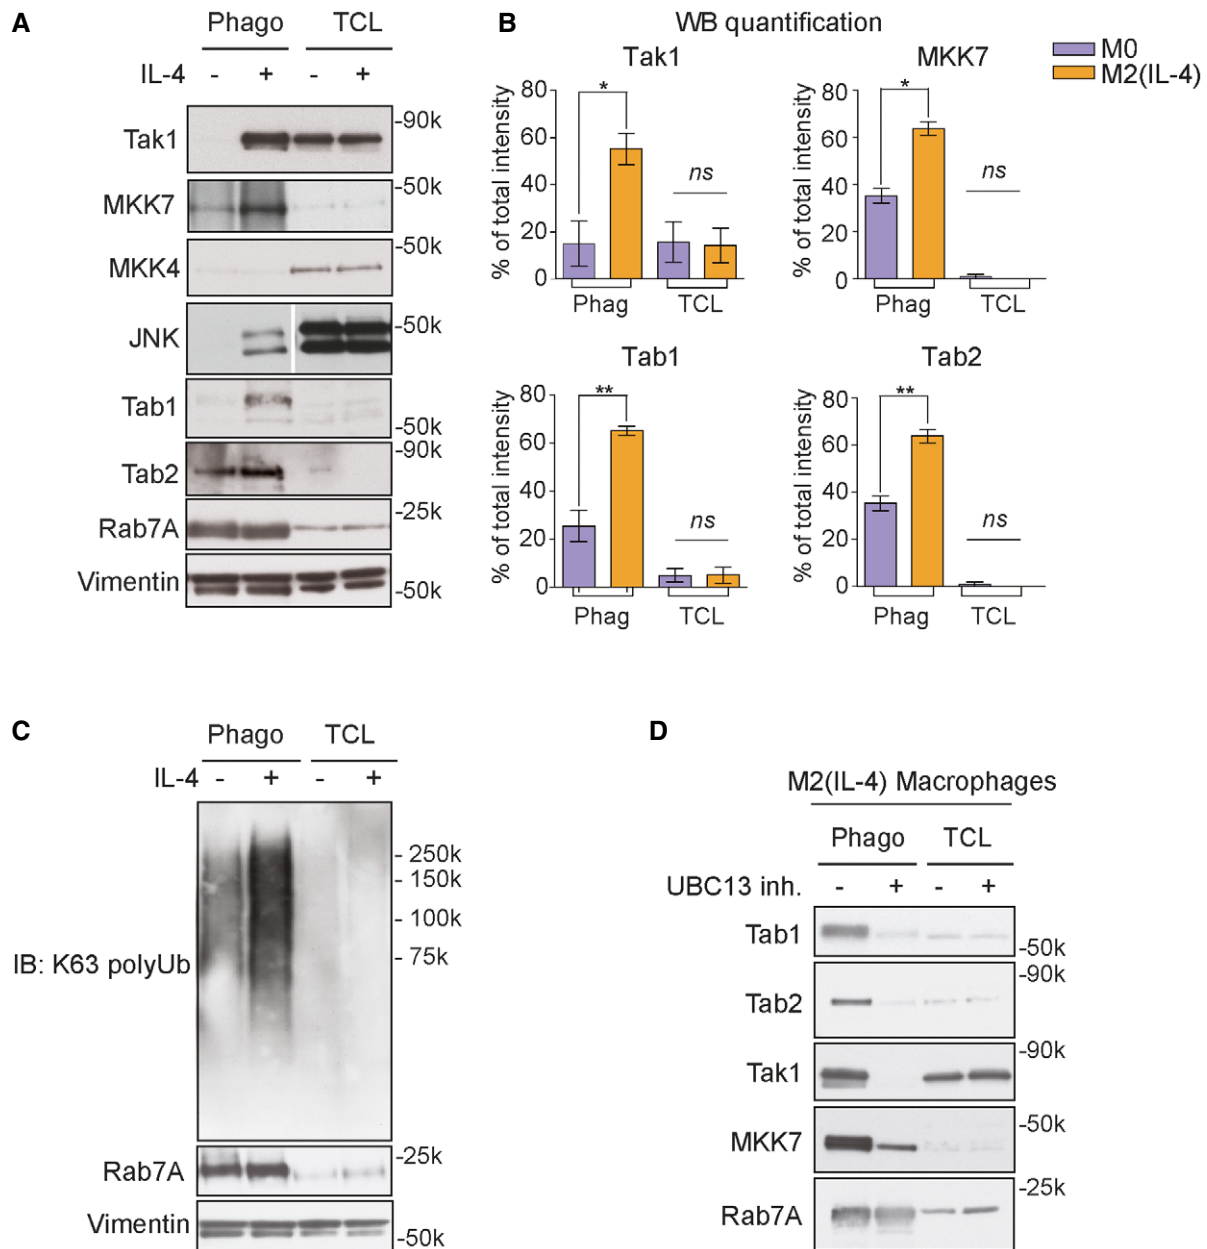 A
Phago TCL
IL-4 - + - +
Tak1 -90k
MKK7 -50k
MKK4 -50k
JNK -50k
Tab1 -50k
Tab2 -90k
Rab7A -25k
Vimentin -50k
B
WB quantification
M0
M2(IL-4)
Tak1
% of total intensity
80
60
40
20
0
*
ns
Phag TCL
MKK7
% of total intensity
80
60
40
20
0
*
ns
Phag TCL
Tab1
% of total intensity
80
60
40
20
0
**
ns
Phag TCL
Tab2
% of total intensity
80
60
40
20
0
**
ns
Phag TCL
C
Phago TCL
IL-4 - + - +
IB: K63 polyUb
- 250k
- 150k
- 100k
- 75k
Rab7A -25k
Vimentin -50k
D
M2(IL-4) Macrophages
Phago TCL
UBC13 inh. - + - +
Tab1 -50k
Tab2 -90k
Tak1 -90k
MKK7 -50k
Rab7A -25k